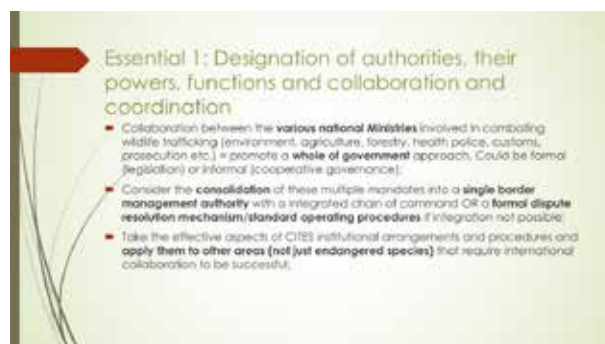 Essential 1: Designation of authorities, their
powers, functions and collaboration and
coordination
Collaboration between the various national Ministries involved in combating
wildlife trafficking (environment, agriculture, forestry, health police, customs,
prosecution etc.) = promote a whole of government approach. Could be formal
(legislation) or informal (cooperative governance);
Consider the consolidation of these multiple mandates into a single border
management authority with a integrated chain of command OR a formal dispute
resolution mechanism/standard operating procedures if integration not possible;
Take the effective aspects of CITES institutional arrangements and procedures and
apply them to other areas (not just endangered species) that require international
collaboration to be successful;